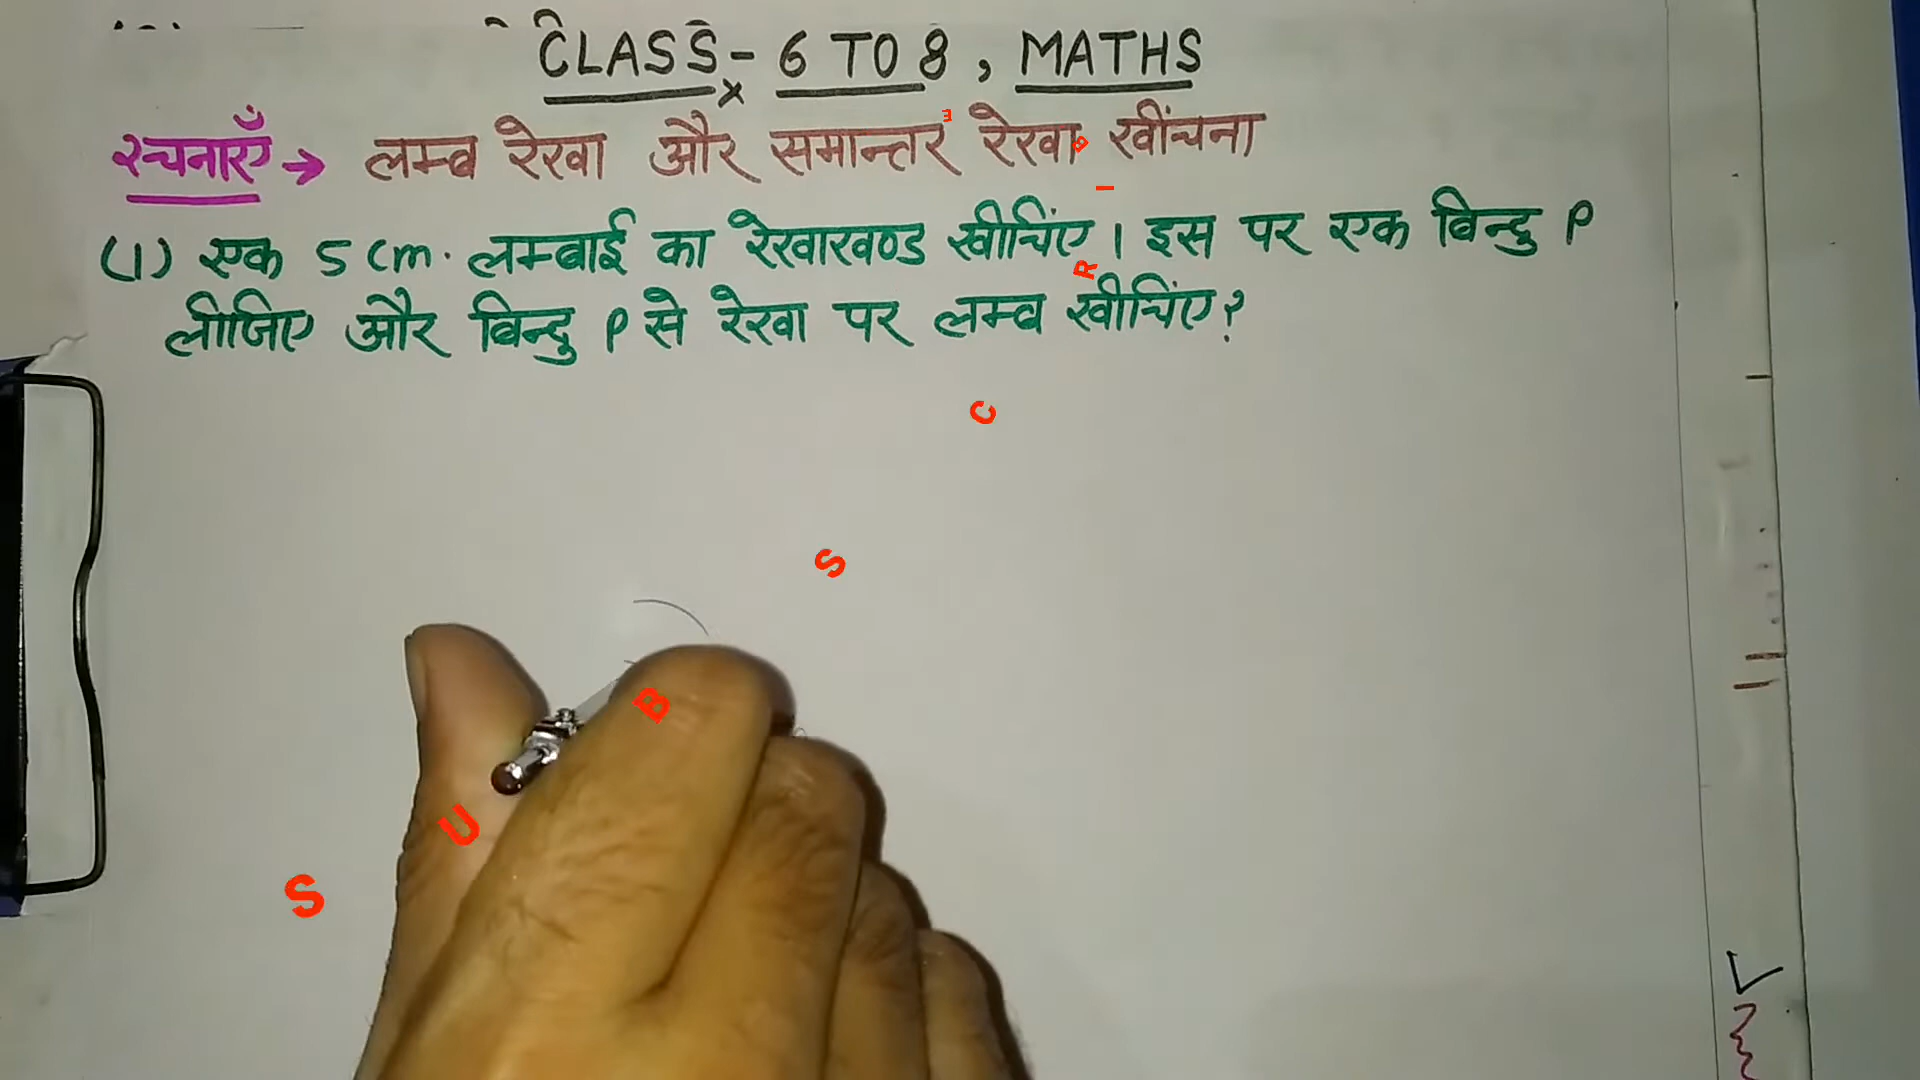 CLASS - 6 TO 8, MATHS
रचनाएँ → लम्ब रेखा और समान्तर रेखा खींचना
(1) एक 5 cm. लम्बाई का रेखाखण्ड खीचिंए। इस पर एक विन्दु P
लीजिए और विन्दु P से रेखा पर लम्ब खीचिंए?
SUBSCRIBE